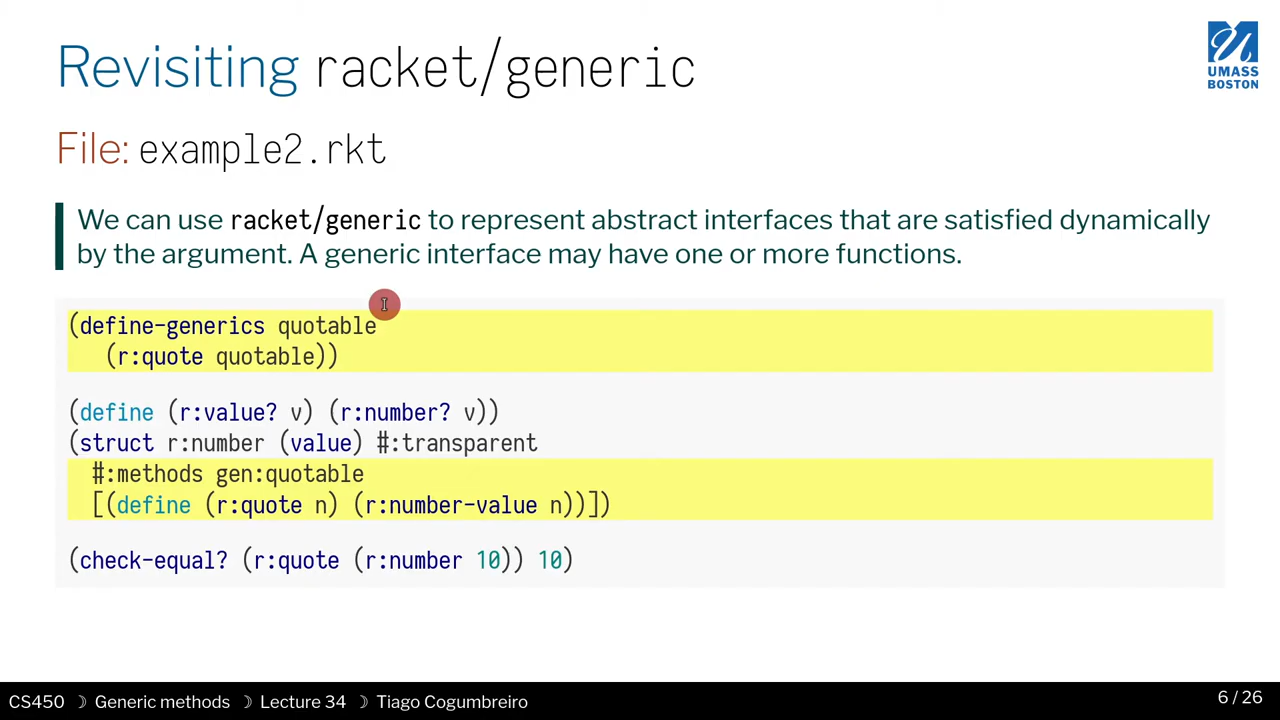 Revisiting racket/generic
UMASS
BOSTON
File: example2.rkt
We can use racket/generic to represent abstract interfaces that are satisfied dynamically
by the argument. A generic interface may have one or more functions.
(define-generics quotable
(r:quote quotable))
(define (r:value? v) (r:number? v))
(struct r:number (value) #:transparent
#:methods gen:quotable
[(define (r:quote n) (r:number-value n))])
(check-equal? (r:quote (r:number 10)) 10)
CS450 ☽ Generic methods ☽ Lecture 34 ☽ Tiago Cogumbreiro
6 / 26